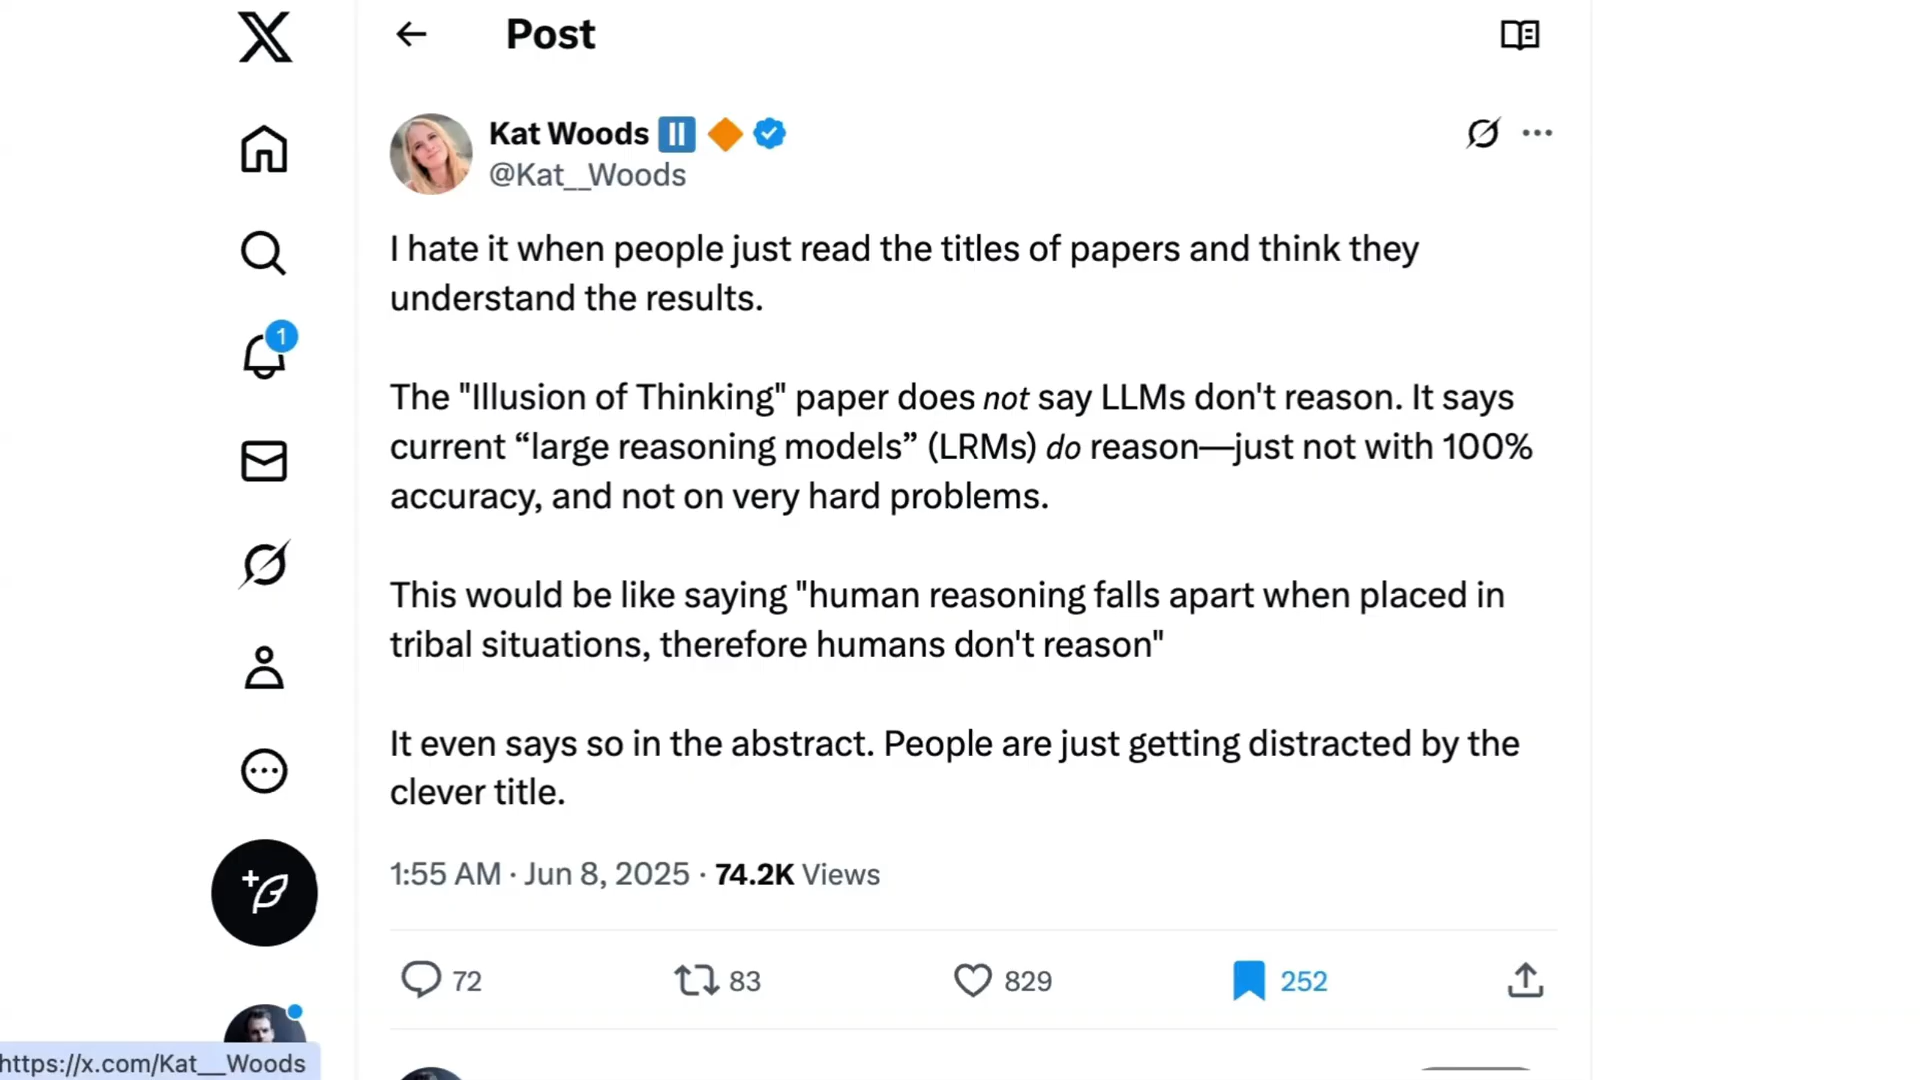 Post
Kat Woods
@Kat__Woods
I hate it when people just read the titles of papers and think they
understand the results.
The "Illusion of Thinking" paper does not say LLMs don't reason. It says
current “large reasoning models” (LRMs) do reason—just not with 100%
accuracy, and not on very hard problems.
This would be like saying "human reasoning falls apart when placed in
tribal situations, therefore humans don't reason"
It even says so in the abstract. People are just getting distracted by the
clever title.
1:55 AM · Jun 8, 2025 · 74.2K Views
72 83 829 252
1
https://x.com/Kat__Woods